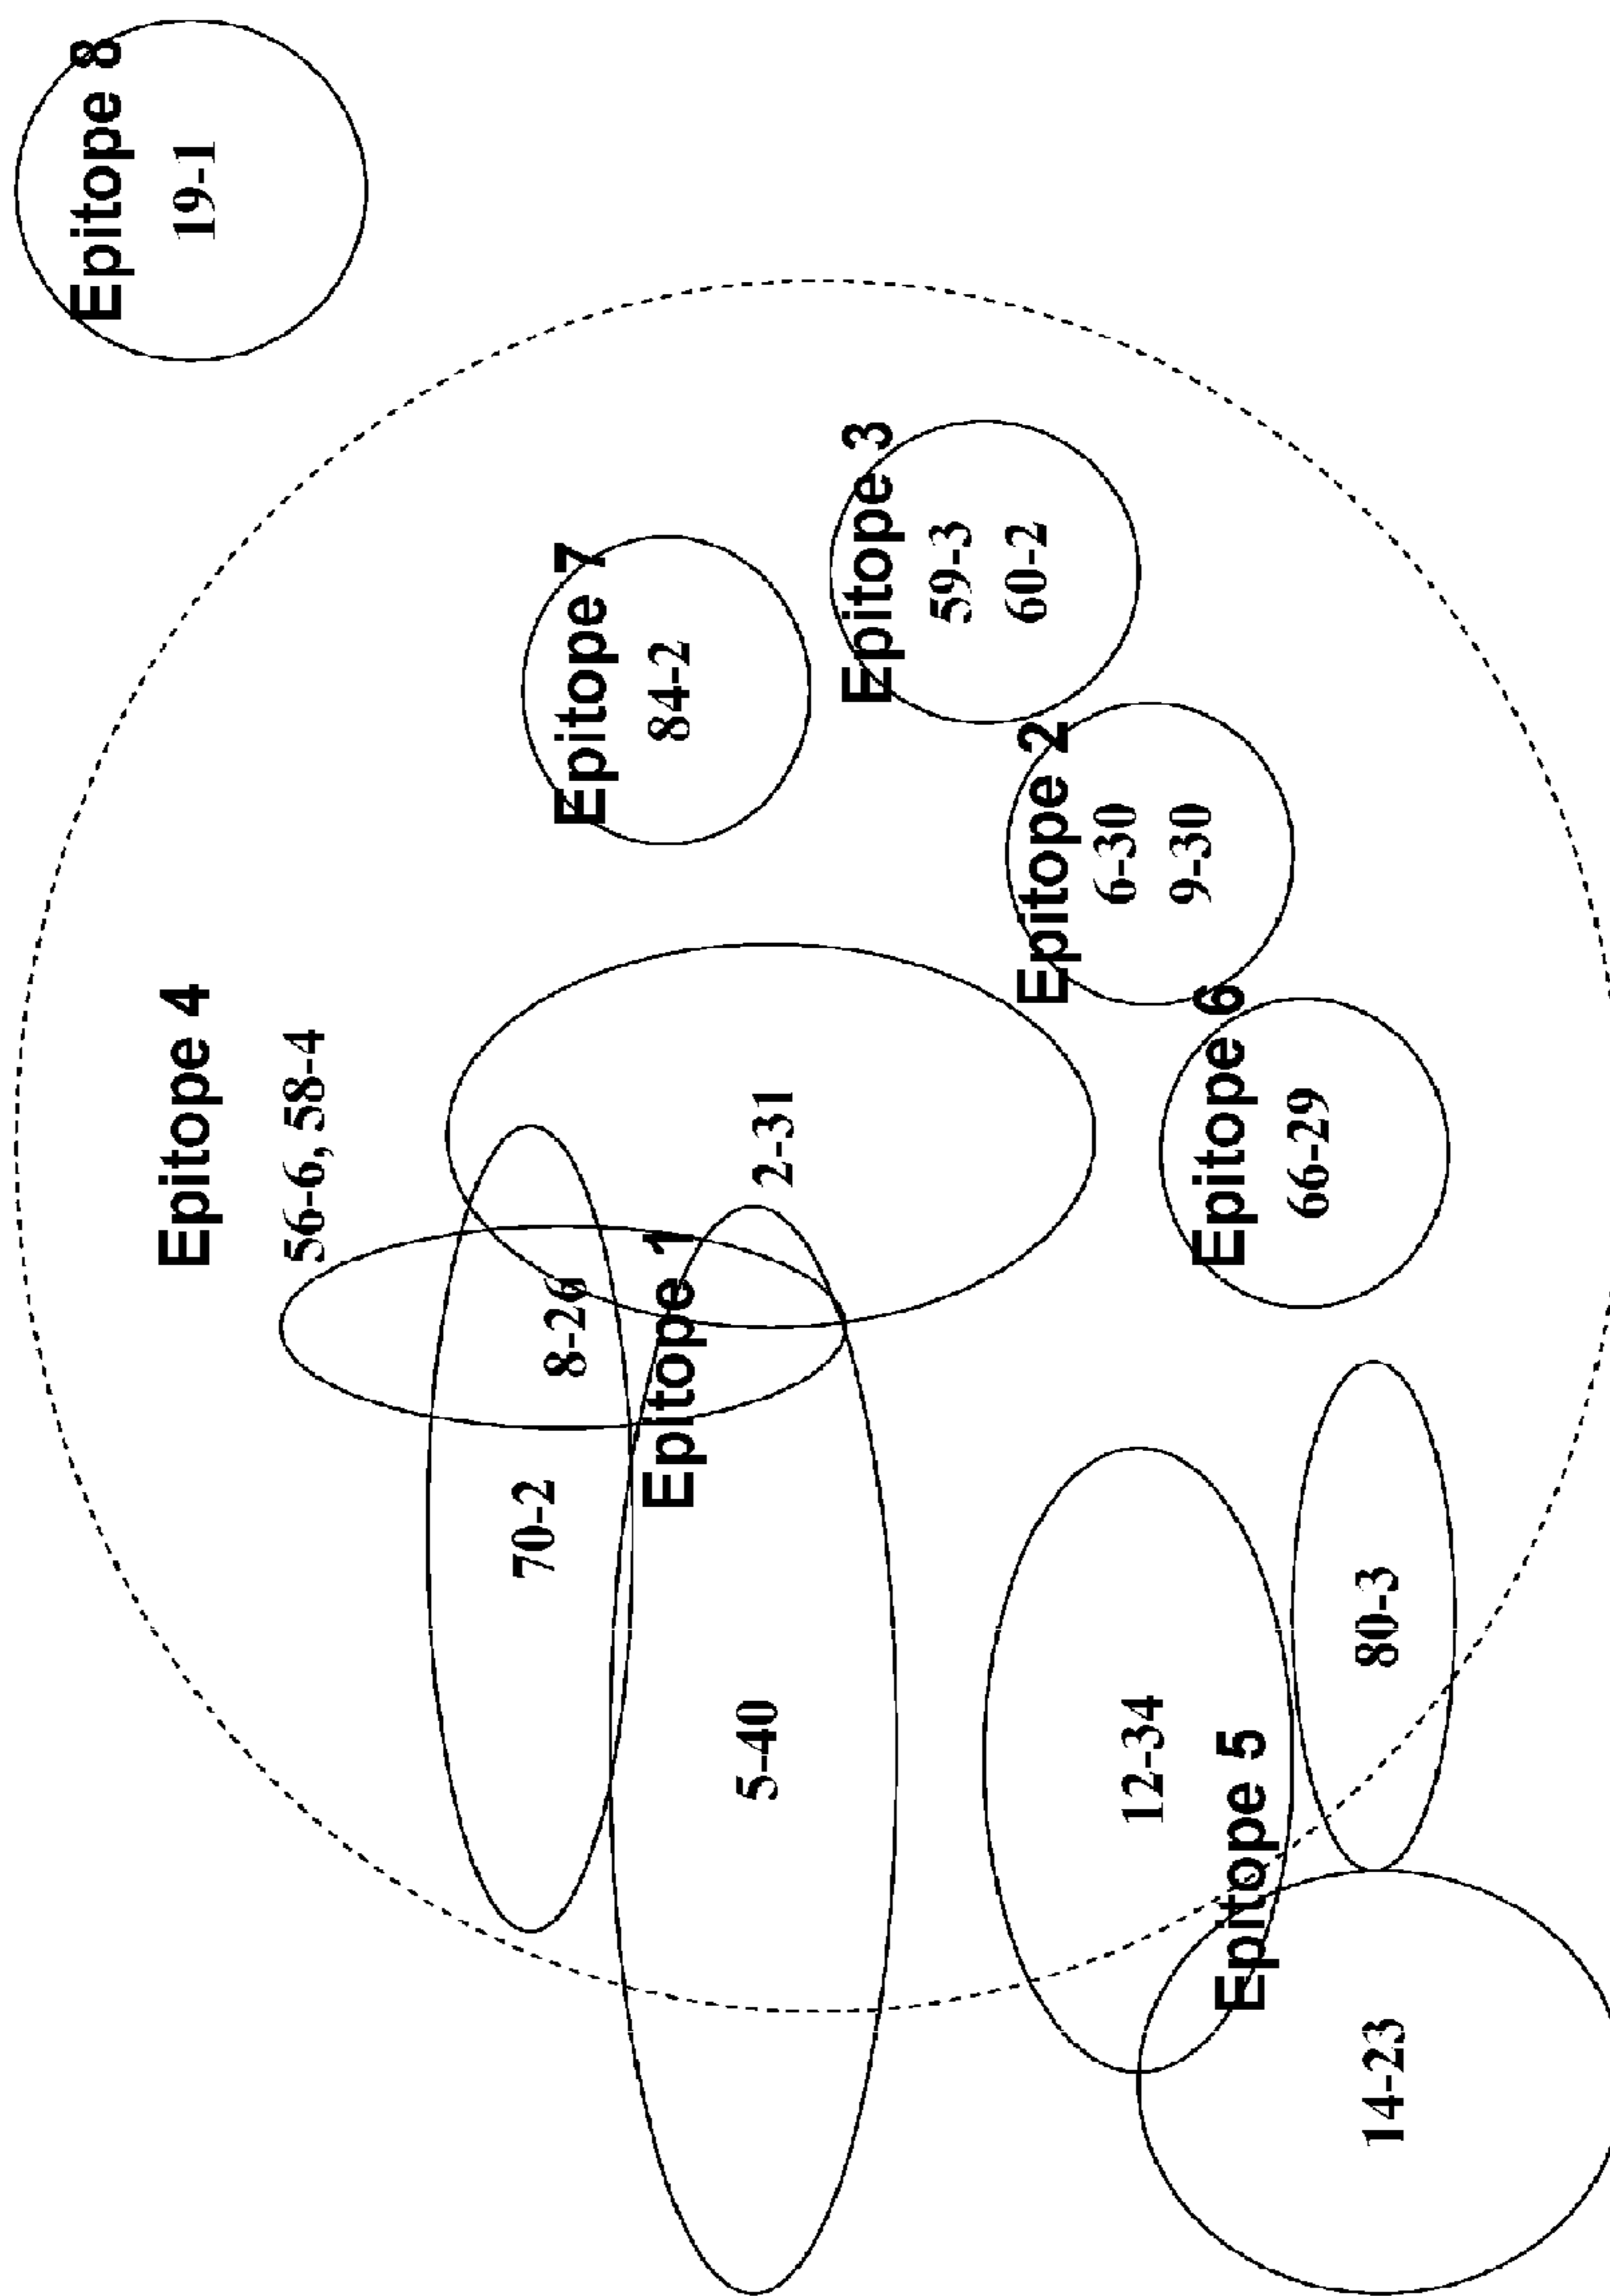 Epitope 8
19-1
Epitope 4
56-6, 58-4
Epitope 7
84-2
8-26
70-2
Epitope 1
2-31
5-40
Epitope 3
59-3
60-2
Epitope 2
6-30
9-30
12-34
Epitope 6
66-29
Epitope 5
80-3
14-23